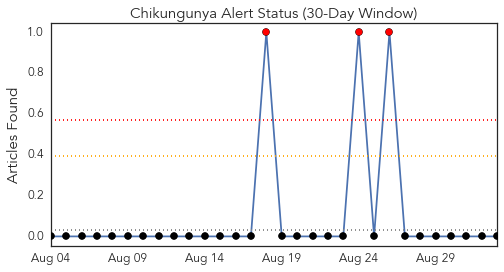 Chikungunya Alert Status (30-Day Window)
Articles Found
1.0
0.8
0.6
0.4
0.2
0.0
Aug 04 Aug 09 Aug 14 Aug 19 Aug 24 Aug 29